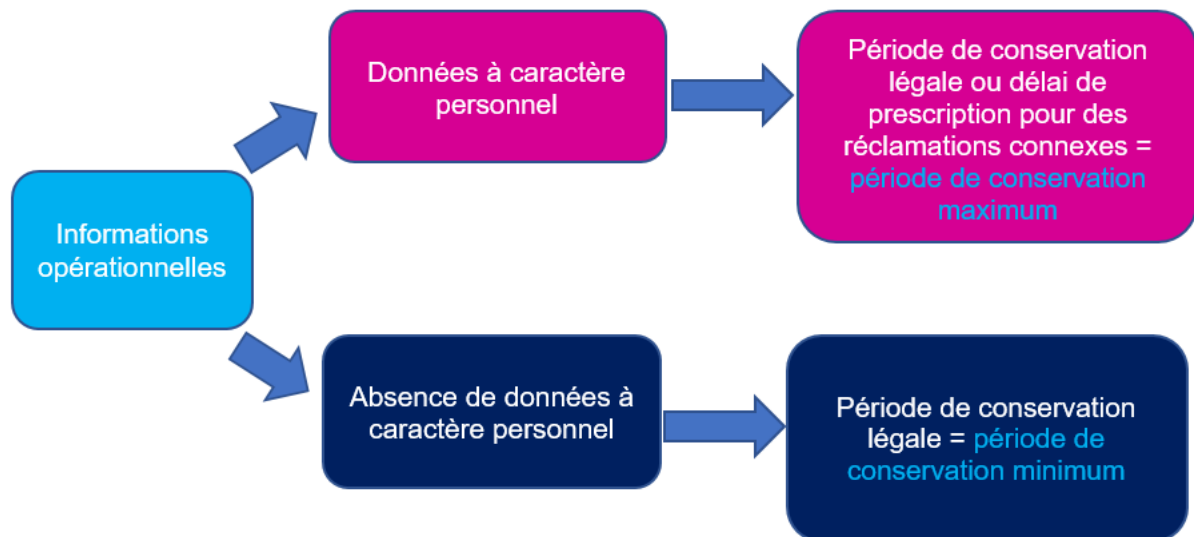 Données à caractère
personnel
Période de conservation
légale ou délai de
prescription pour des
réclamations connexes =
période de conservation
maximum
Informations
opérationnelles
Absence de données à
caractère personnel
Période de conservation
légale = période de
conservation minimum